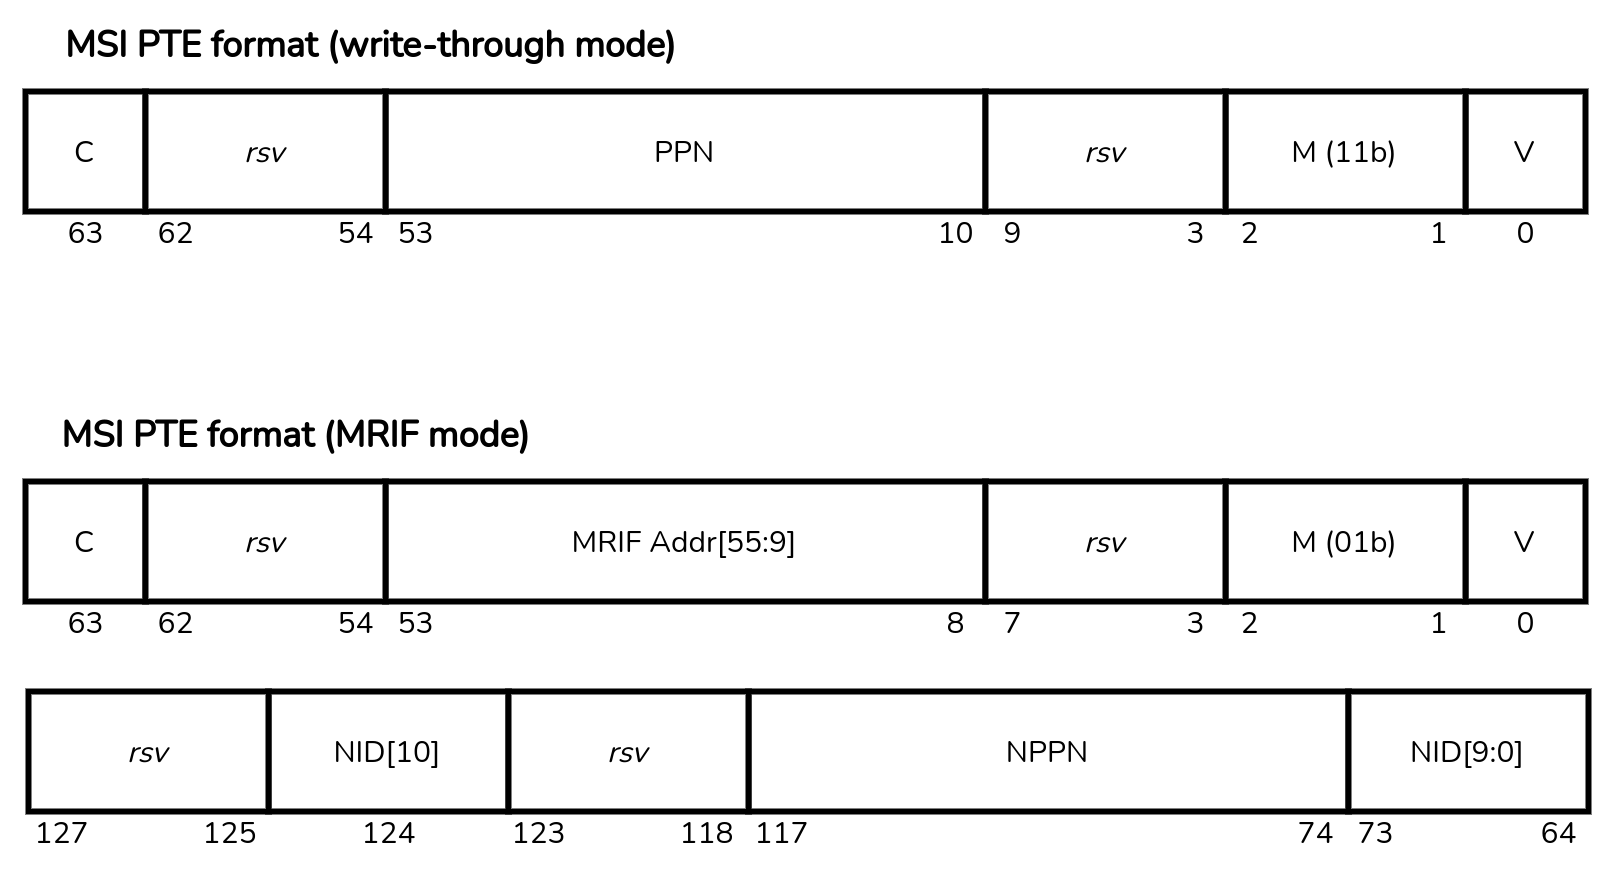 MSI PTE format (write-through mode)
C rsv PPN rsv M (11b) V
63 62 54 53 10 9 3 2 1 0
MSI PTE format (MRIF mode)
C rsv MRIF Addr[55:9] rsv M (01b) V
63 62 54 53 8 7 3 2 1 0
rsv NID[10] rsv NPPN NID[9:0]
127 125 124 123 118 117 74 73 64